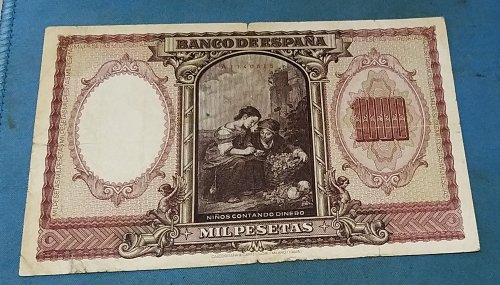 BANCO DE ESPAÑA
NIÑOS CONTANDO DINERO
MIL PESETAS